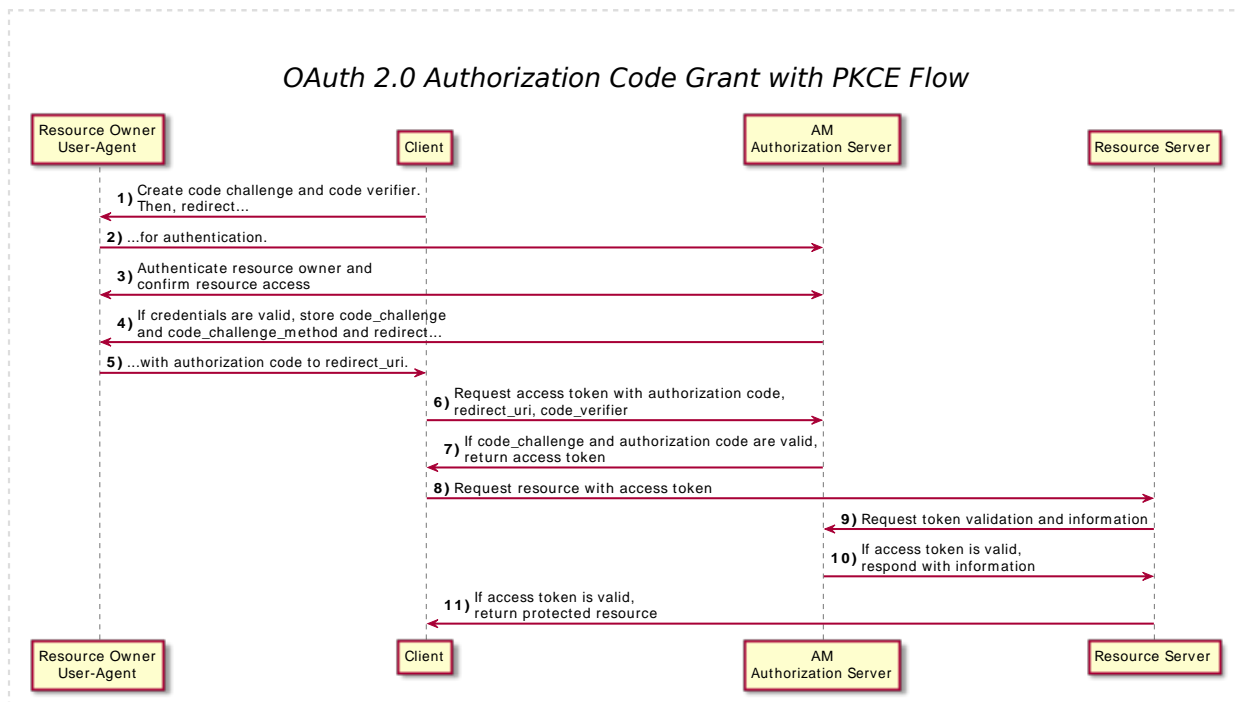 OAuth 2.0 Authorization Code Grant with PKCE Flow
Resource Owner
User-Agent
Client
AM
Authorization Server
Resource Server
1) Create code challenge and code verifier.
Then, redirect...
2) ...for authentication.
3) Authenticate resource owner and
confirm resource access
4) If credentials are valid, store code_challenge
and code_challenge_method and redirect...
5) ...with authorization code to redirect_uri.
6) Request access token with authorization code,
redirect_uri, code_verifier
7) If code_challenge and authorization code are valid,
return access token
8) Request resource with access token
9) Request token validation and information
10) If access token is valid,
respond with information
11) If access token is valid,
return protected resource
Resource Owner
User-Agent
Client
AM
Authorization Server
Resource Server